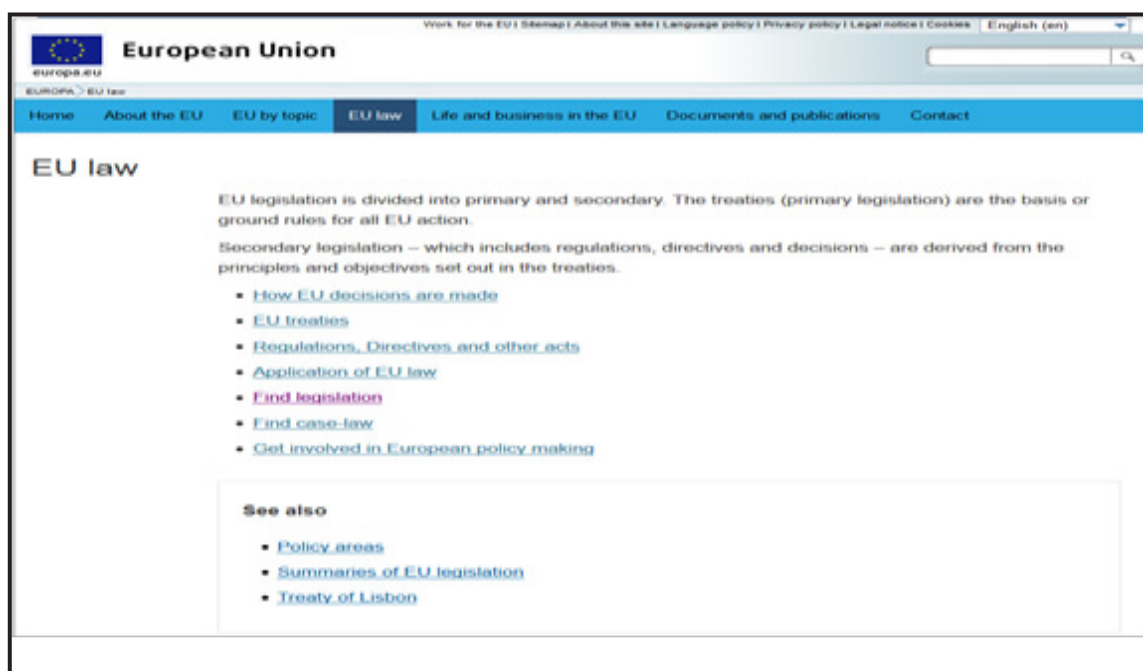 Work for the EU | Sitemap | About this site | Language policy | Privacy policy | Legal notice | Cookies English (en)
European Union
europa.eu
EUROPA > EU law
Home About the EU EU by topic EU law Life and business in the EU Documents and publications Contact
EU law
EU legislation is divided into primary and secondary. The treaties (primary legislation) are the basis or
ground rules for all EU action.
Secondary legislation – which includes regulations, directives and decisions – are derived from the
principles and objectives set out in the treaties.
• How EU decisions are made
• EU treaties
• Regulations, Directives and other acts
• Application of EU law
• Find legislation
• Find case-law
• Get involved in European policy making
See also
• Policy areas
• Summaries of EU legislation
• Treaty of Lisbon